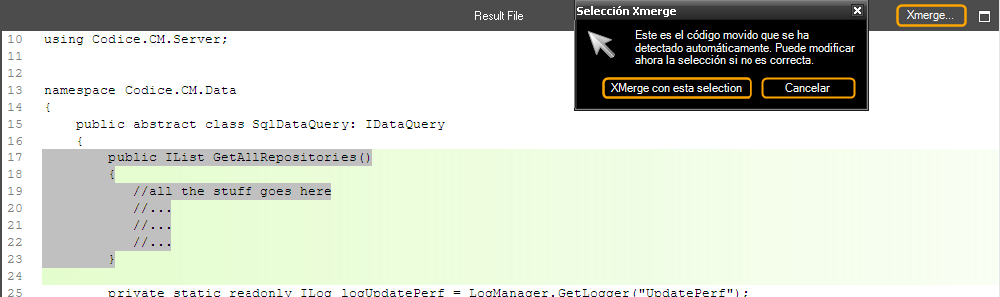 Result File
Xmerge...
Selección Xmerge
Este es el código movido que se ha
detectado automáticamente. Puede modificar
ahora la selección si no es correcta.
XMerge con esta selection
Cancelar
10 using Codice.CM.Server;
11
12
13 namespace Codice.CM.Data
14 {
15 public abstract class SqlDataQuery: IDataQuery
16 {
17 public IList GetAllRepositories()
18 {
19 //all the stuff goes here
20 //...
21 //...
22 //...
23 }
24
25 private static readonly ILog logUpdatePerf = LogManager.GetLogger("UpdatePerf");